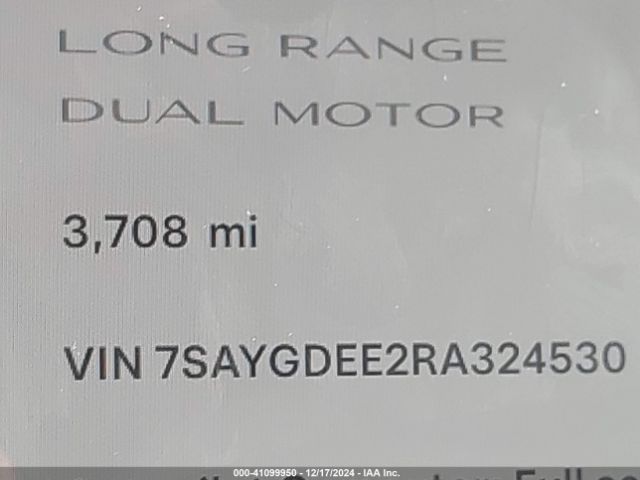 LONG RANGE
DUAL MOTOR
3,708 mi
VIN 7SAYGDEE2RA324530
000-41099950 - 12/17/2024 - IAA Inc.